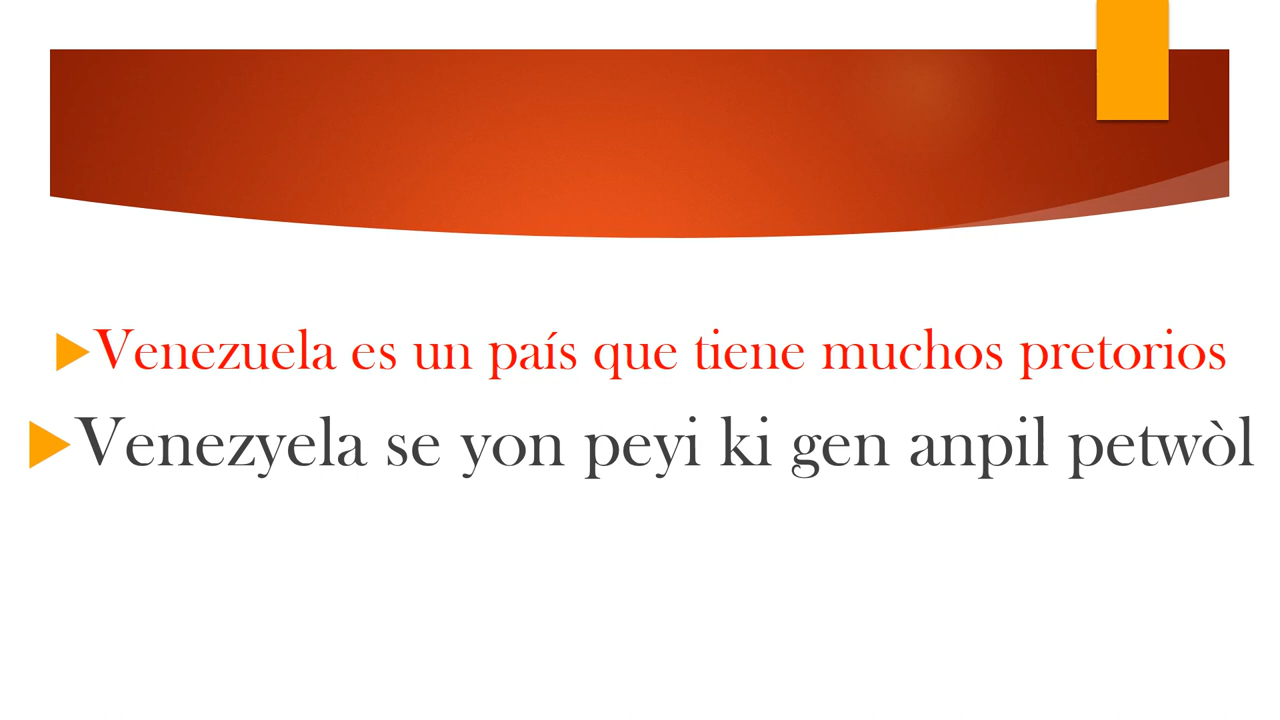 Venezuela es un país que tiene muchos pretorios
Venezyela se yon peyi ki gen anpil petwòl